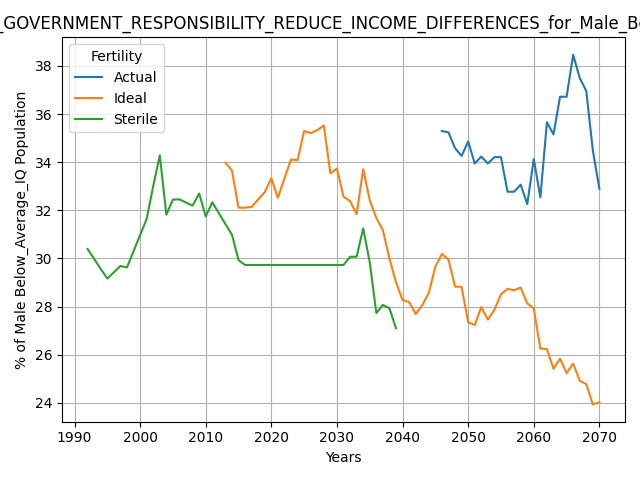 _GOVERNMENT_RESPONSIBILITY_REDUCE_INCOME_DIFFERENCES_for_Male_B
Fertility
Actual
Ideal
Sterile
38
36
34
32
30
28
26
24
% of Male Below_Average_IQ Population
1990 2000 2010 2020 2030 2040 2050 2060 2070
Years